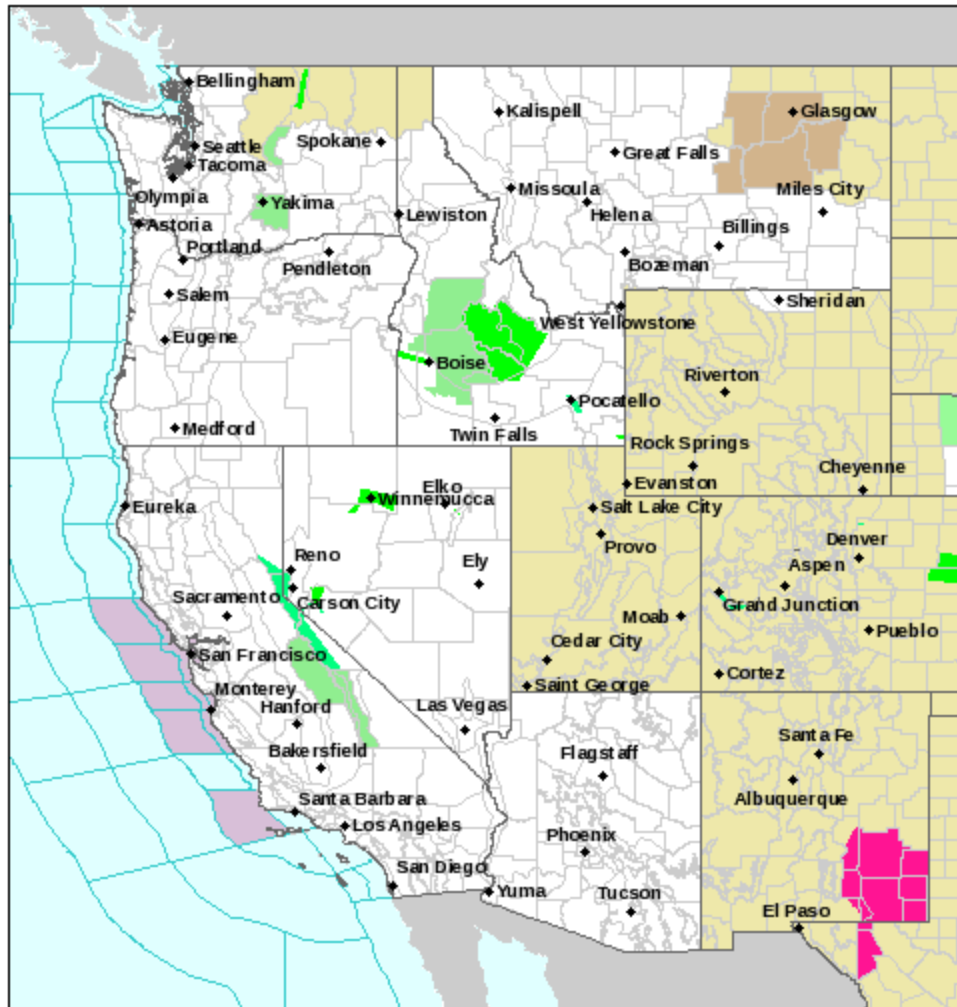 Bellingham
Kalispell
Glasgow
Spokane
Seattle
Great Falls
Tacoma
Missoula
Miles City
Olympia
Yakima
Helena
Lewiston
Astoria
Billings
Portland
Pendleton
Bozeman
Salem
Sheridan
West Yellowstone
Eugene
Boise
Riverton
Pocatello
Medford
Twin Falls
Rock Springs
Cheyenne
Elko
Evanston
Winnemucca
Eureka
Salt Lake City
Denver
Provo
Reno
Ely
Aspen
Sacramento
Carson City
Grand Junction
Moab
Pueblo
Cedar City
San Francisco
Cortez
Saint George
Monterey
Hanford
Las Vegas
Santa Fe
Bakersfield
Flagstaff
Albuquerque
Santa Barbara
Los Angeles
Phoenix
San Diego
Yuma
Tucson
El Paso